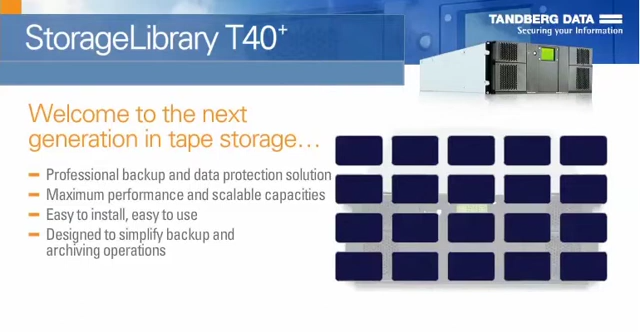 StorageLibrary T40+
TANDBERG DATA
Securing your Information
Welcome to the next
generation in tape storage…
Professional backup and data protection solution
Maximum performance and scalable capacities
Easy to install, easy to use
Designed to simplify backup and
archiving operations